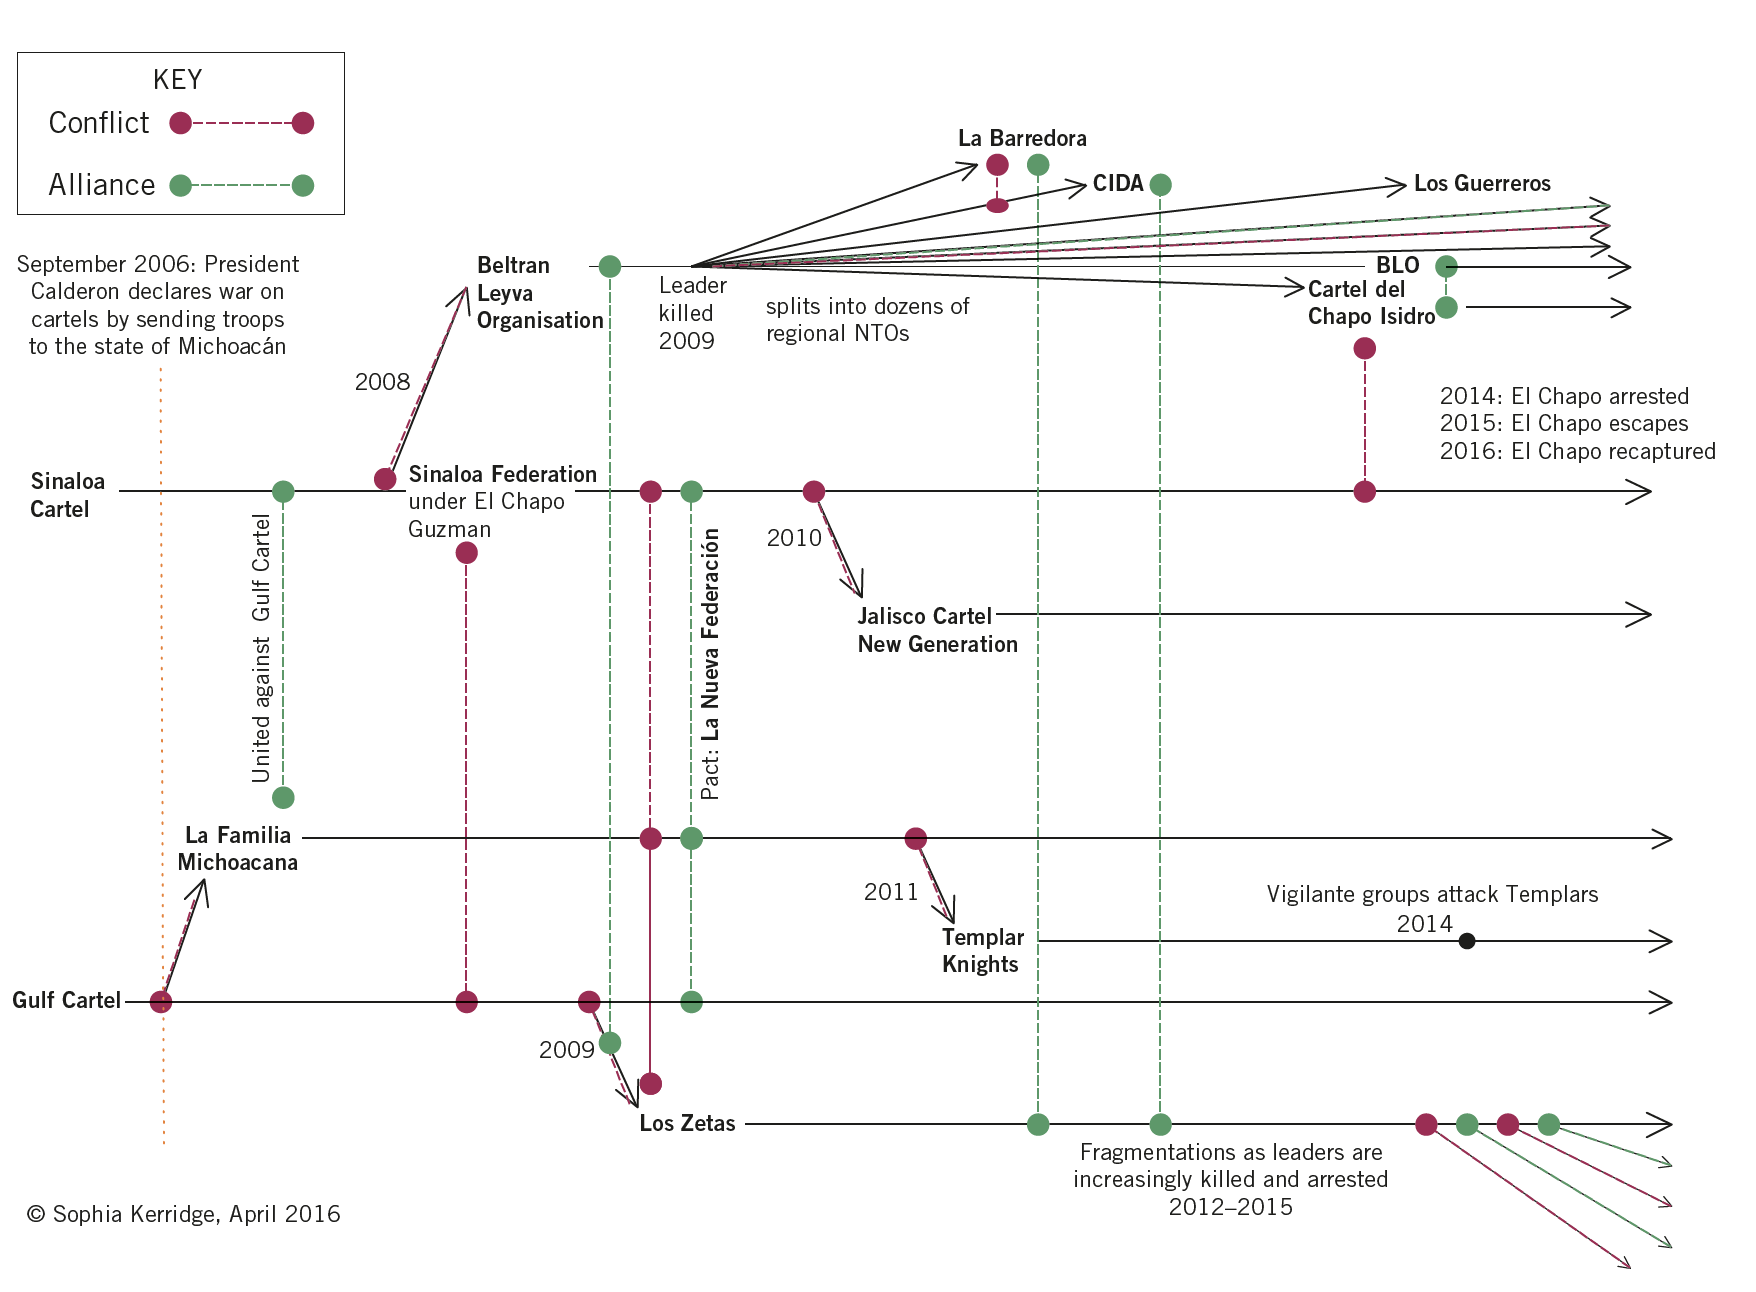 KEY
Conflict
Alliance
La Barredora
CIDA
Los Guerreros
September 2006: President
Calderon declares war on
cartels by sending troops
to the state of Michoacán
Beltran
Leyva
Organisation
Leader
killed
2009
splits into dozens of
regional NTOs
BLO
Cartel del
Chapo Isidro
2008
2014: El Chapo arrested
2015: El Chapo escapes
2016: El Chapo recaptured
Sinaloa
Cartel
Sinaloa Federation
under El Chapo
Guzman
United against Gulf Cartel
Pact: La Nueva Federación
2010
Jalisco Cartel
New Generation
La Familia
Michoacana
2011
Templar
Knights
Vigilante groups attack Templars
2014
Gulf Cartel
2009
Los Zetas
Fragmentations as leaders are
increasingly killed and arrested
2012–2015
© Sophia Kerridge, April 2016